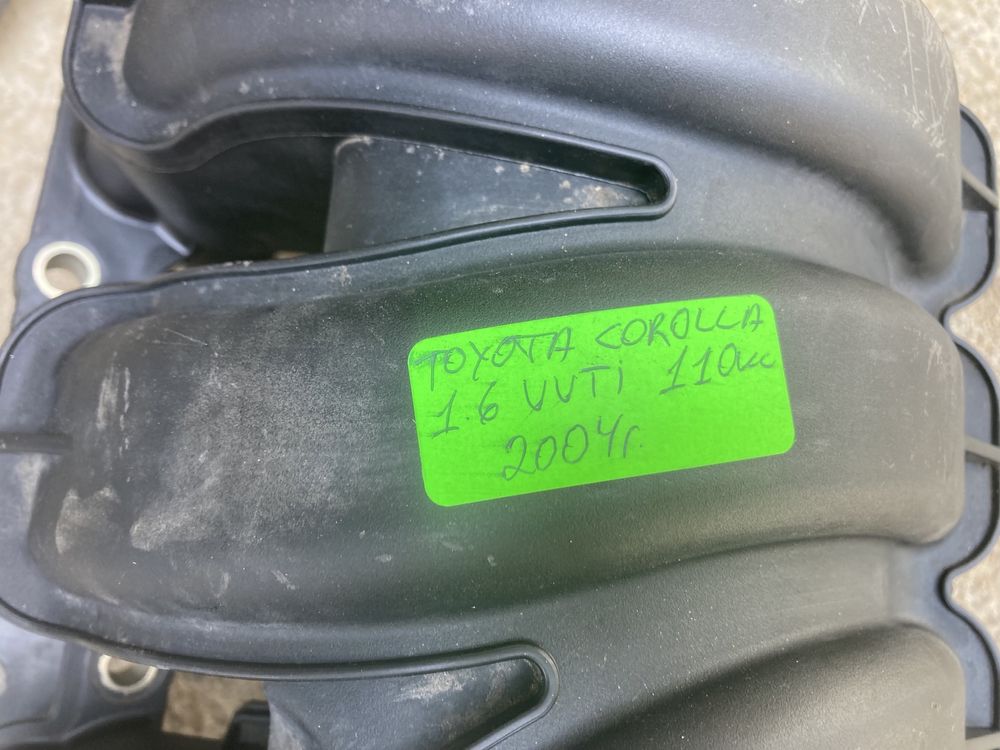 TOYOTA COROLLA
1.6 VVTi 110кс
2004г.